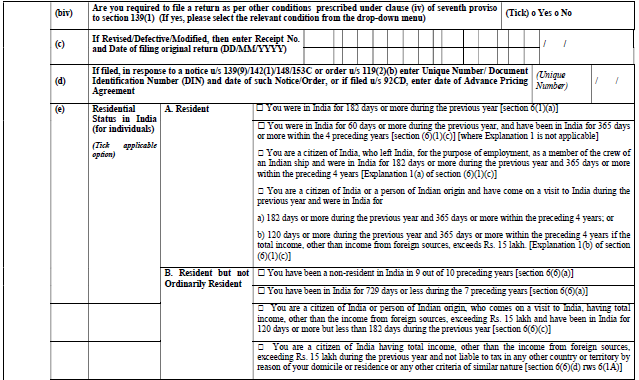 (biv)
Are you required to file a return as per other conditions prescribed under clause (iv) of seventh proviso
to section 139(1) (If yes, please select the relevant condition from the drop-down menu)
(Tick) o Yes o No
(c)
If Revised/Defective/Modified, then enter Receipt No.
and Date of filing original return (DD/MM/YYYY)
/ /
(d)
If filed, in response to a notice u/s 139(9)/142(1)/148/153C or order u/s 119(2)(b) enter Unique Number/ Document
Identification Number (DIN) and date of such Notice/Order, or if filed u/s 92CD, enter date of Advance Pricing
Agreement
(Unique
Number)
/ /
(e)
Residential
Status in India
(for individuals)
(Tick applicable
option)
A. Resident
☐ You were in India for 182 days or more during the previous year [section 6(1)(a)]
☐ You were in India for 60 days or more during the previous year, and have been in India for 365 days
or more within the 4 preceding years [section (6)(1)(c)] [where Explanation 1 is not applicable]
☐ You are a citizen of India, who left India, for the purpose of employment, as a member of the crew of
an Indian ship and were in India for 182 days or more during the previous year and 365 days or more
within the preceding 4 years [Explanation 1(a) of section (6)(1)(c)]
☐ You are a citizen of India or a person of Indian origin and have come on a visit to India during the
previous year and were in India for
a) 182 days or more during the previous year and 365 days or more within the preceding 4 years; or
b) 120 days or more during the previous year and 365 days or more within the preceding 4 years if the
total income, other than income from foreign sources, exceeds Rs. 15 lakh. [Explanation 1(b) of section
(6)(1)(c)]
B. Resident but not
Ordinarily Resident
☐ You have been a non-resident in India in 9 out of 10 preceding years [section 6(6)(a)]
☐ You have been in India for 729 days or less during the 7 preceding years [section 6(6)(a)]
☐ You are a citizen of India or person of Indian origin, who comes on a visit to India, having total
income, other than the income from foreign sources, exceeding Rs. 15 lakh and have been in India for
120 days or more but less than 182 days during the previous year [section 6(6)(c)]
☐ You are a citizen of India having total income, other than the income from foreign sources,
exceeding Rs. 15 lakh during the previous year and not liable to tax in any other country or territory by
reason of your domicile or residence or any other criteria of similar nature [section 6(6)(d) rws 6(1A)]